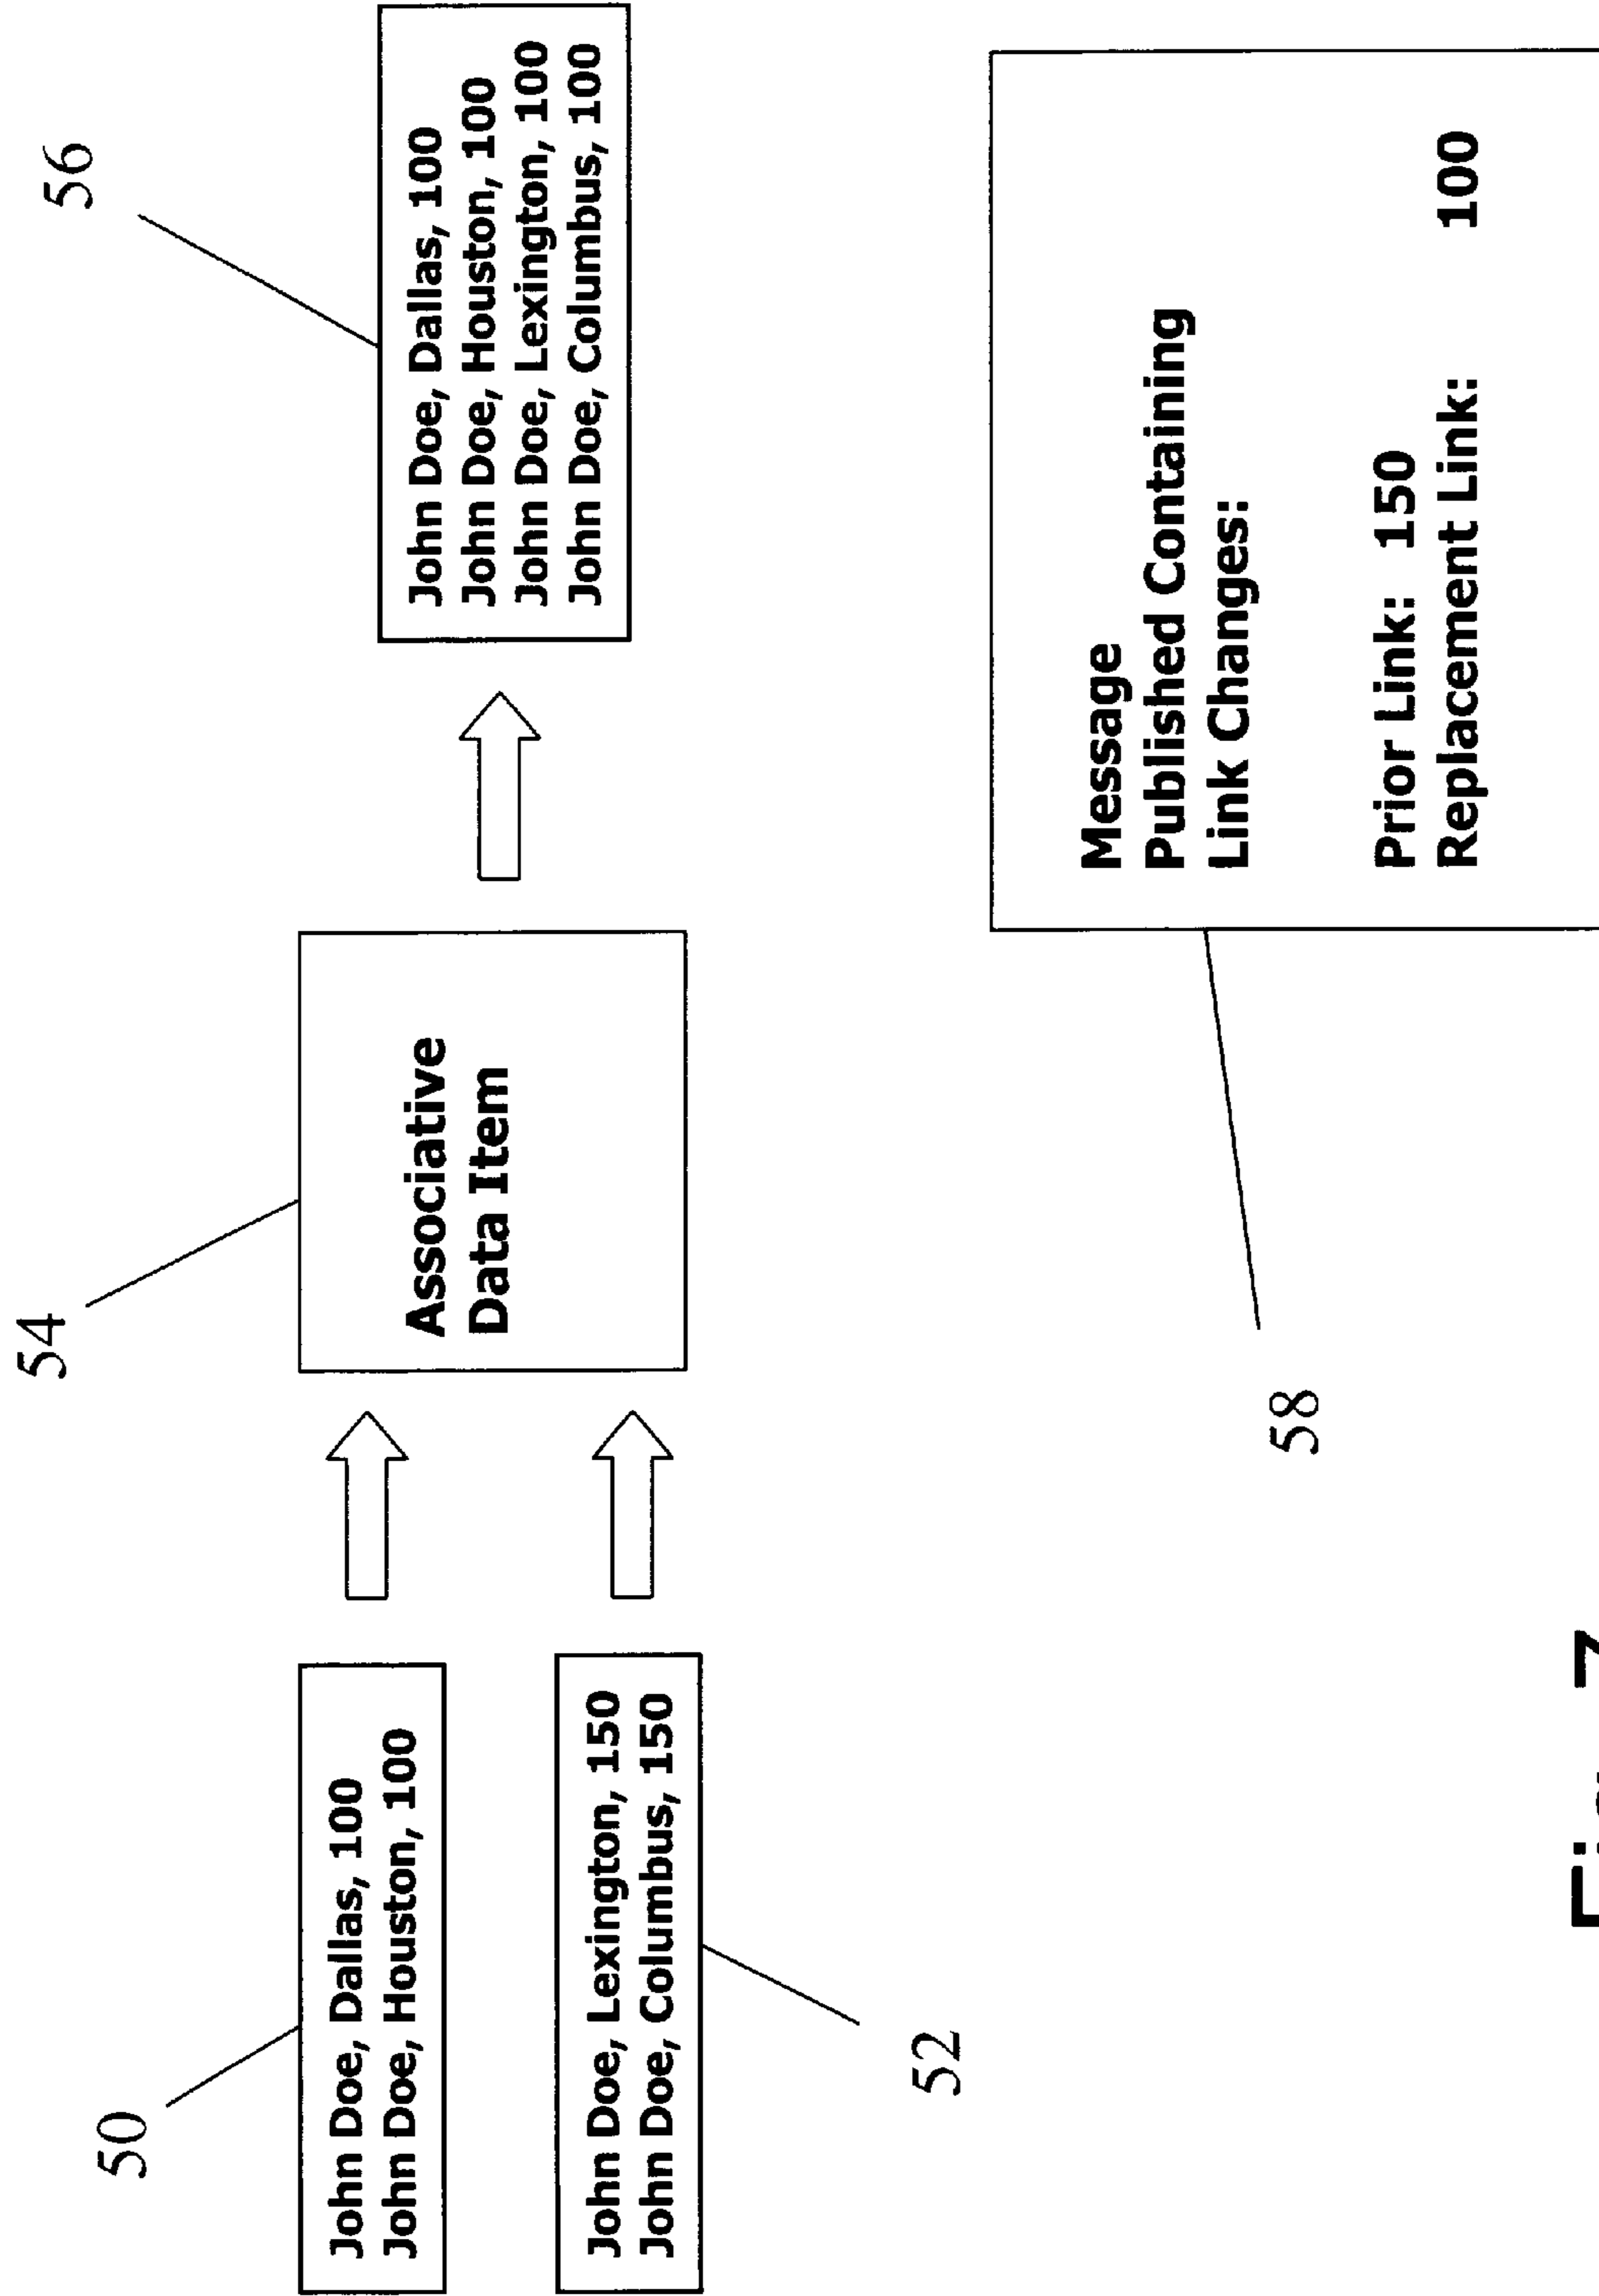 50
John Doe, Dallas, 100
John Doe, Houston, 100
52
John Doe, Lexington, 150
John Doe, Columbus, 150
54
Associative
Data Item
56
John Doe, Dallas, 100
John Doe, Houston, 100
John Doe, Lexington, 100
John Doe, Columbus, 100
58
Message
Published Containing
Link Changes:
Prior Link: 150
Replacement Link: 100